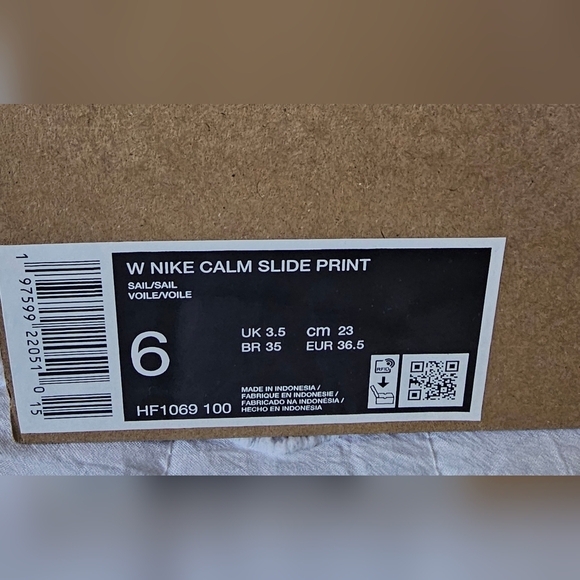 W NIKE CALM SLIDE PRINT
SAIL/SAIL
VOILE/VOILE
6
UK 3.5 cm 23
BR 35 EUR 36.5
HF1069 100
MADE IN INDONESIA /
FABRIQUE EN INDONESIE /
FABRICADO NA INDONÉSIA /
HECHO EN INDONESIA
RFID
1 97599 22051 0 15